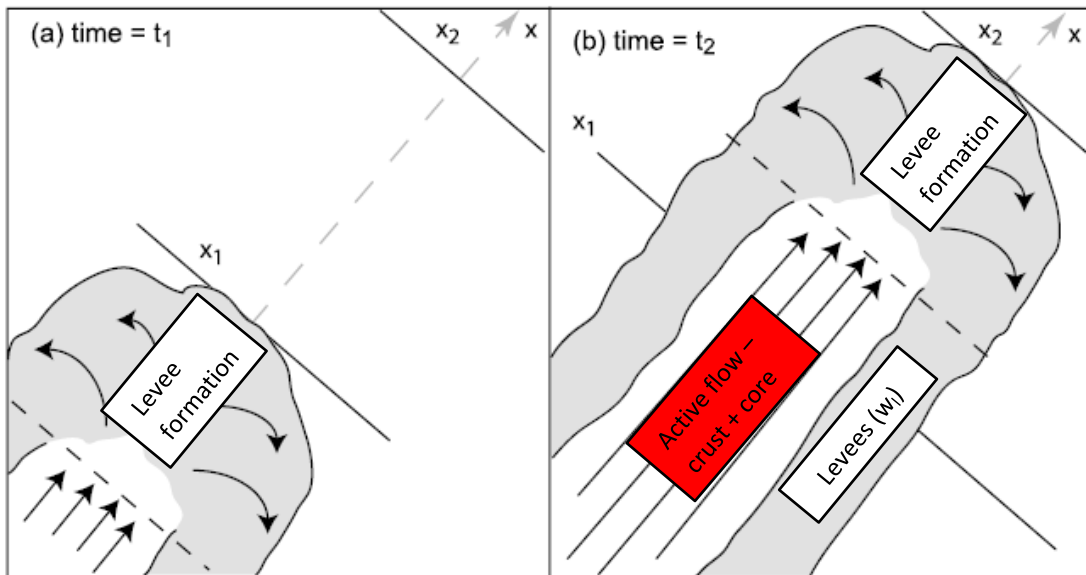 (a) time = t₁
x₂
x
x₁
Levee
formation
(b) time = t₂
x₂
x
x₁
Levee
formation
Active flow –
crust + core
Levees (wₗ)